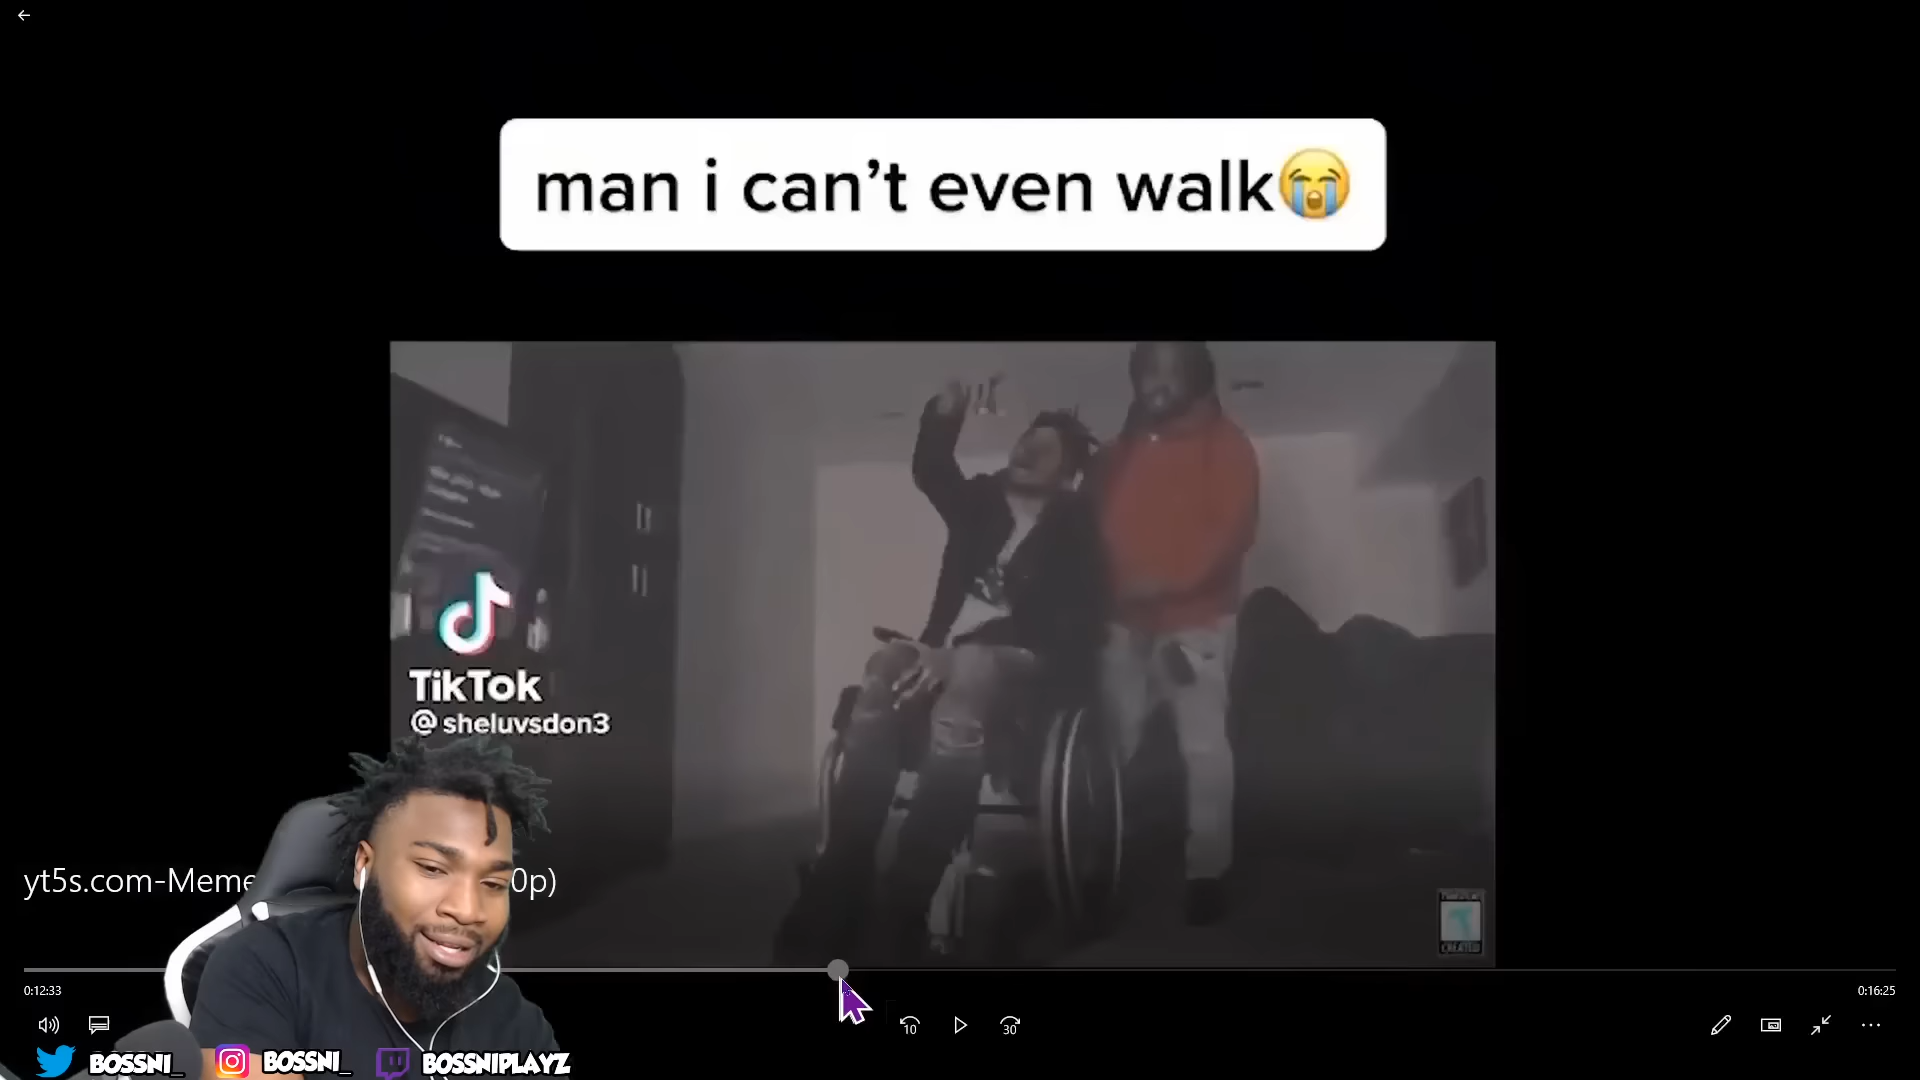 man i can’t even walk😭
TikTok
@sheluvsdon3
yt5s.com-Meme 0p)
0:12:33
0:16:25
10
30
BOSSNI_
BOSSNI_
BOSSNIPLAYZ
CREATED